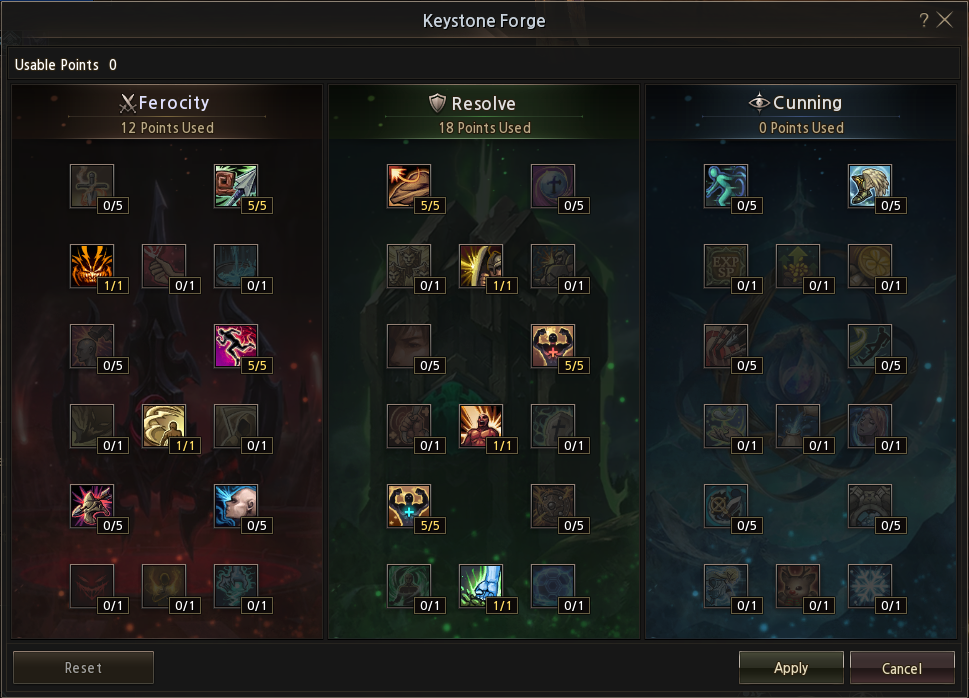 Keystone Forge
?
Usable Points 0
Ferocity
Resolve
Cunning
12 Points Used
18 Points Used
0 Points Used
0/5 5/5 5/5 0/5 0/5 0/5
1/1 0/1 0/1 0/1 1/1 0/1 EXP SP 0/1 0/1 0/1
0/5 5/5 0/5 5/5 0/5 0/5
0/1 1/1 0/1 0/1 1/1 0/1 0/1 0/1 0/1
0/5 0/5 5/5 0/5 0/5 0/5
0/1 0/1 0/1 0/1 1/1 0/1 0/1 0/1 0/1
Reset
Apply
Cancel